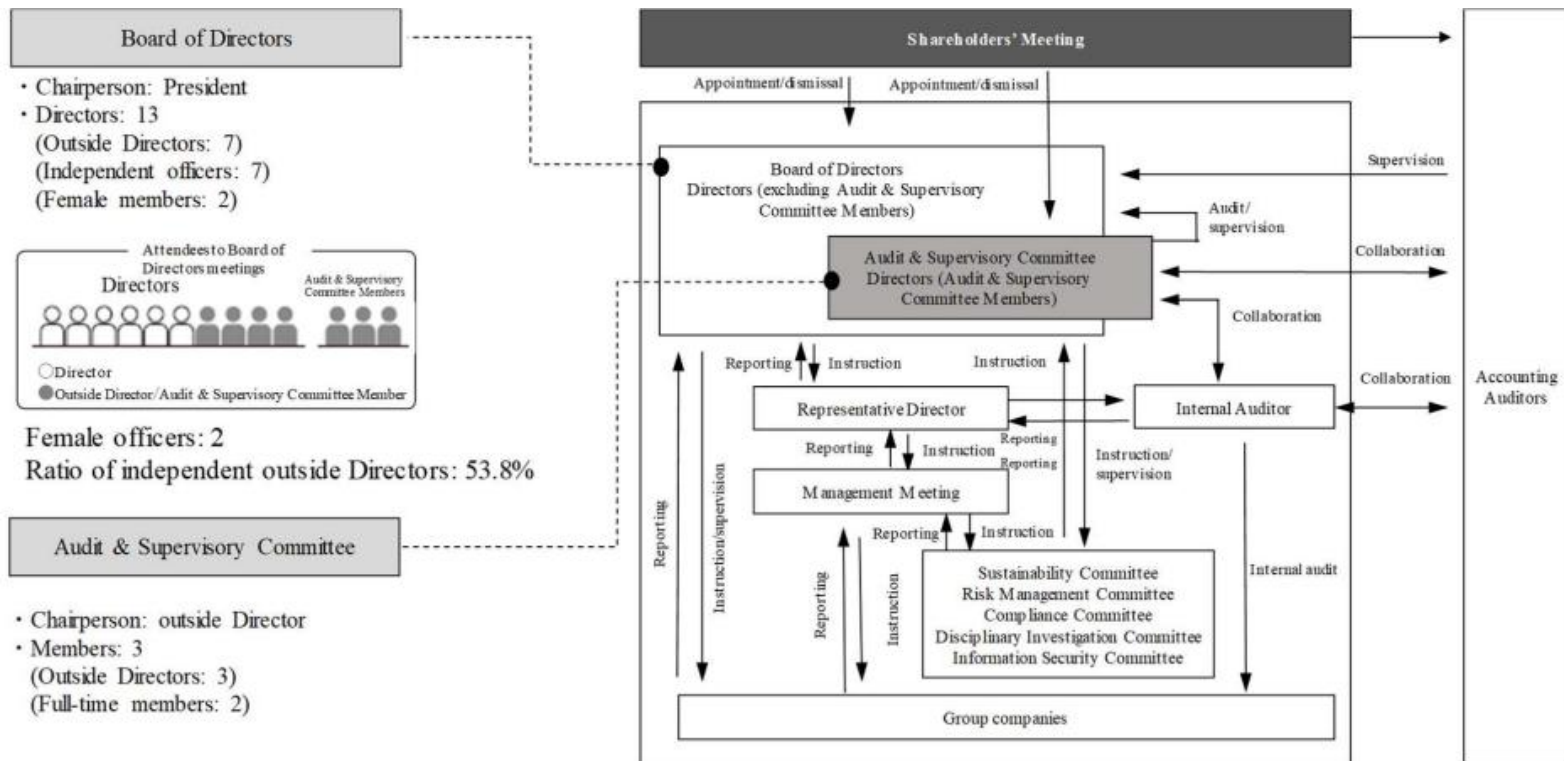 Board of Directors
・Chairperson: President
・Directors: 13
(Outside Directors: 7)
(Independent officers: 7)
(Female members: 2)
Attendees to Board of
Directors meetings
Directors
Audit & Supervisory
Committee Members
Director
Outside Director/Audit & Supervisory Committee Member
Female officers: 2
Ratio of independent outside Directors: 53.8%
Audit & Supervisory Committee
・Chairperson: outside Director
・Members: 3
(Outside Directors: 3)
(Full-time members: 2)
Shareholders' Meeting
Appointment/dismissal
Appointment/dismissal
Board of Directors
Directors (excluding Audit & Supervisory
Committee Members)
Supervision
Audit/
supervision
Audit & Supervisory Committee
Directors (Audit & Supervisory
Committee Members)
Collaboration
Collaboration
Reporting
Instruction
Instruction
Collaboration
Accounting
Auditors
Representative Director
Internal Auditor
Reporting
Reporting
Instruction
Reporting
Instruction/
supervision
Management Meeting
Reporting
Instruction/supervision
Reporting
Instruction
Reporting
Instruction
Internal audit
Sustainability Committee
Risk Management Committee
Compliance Committee
Disciplinary Investigation Committee
Information Security Committee
Group companies